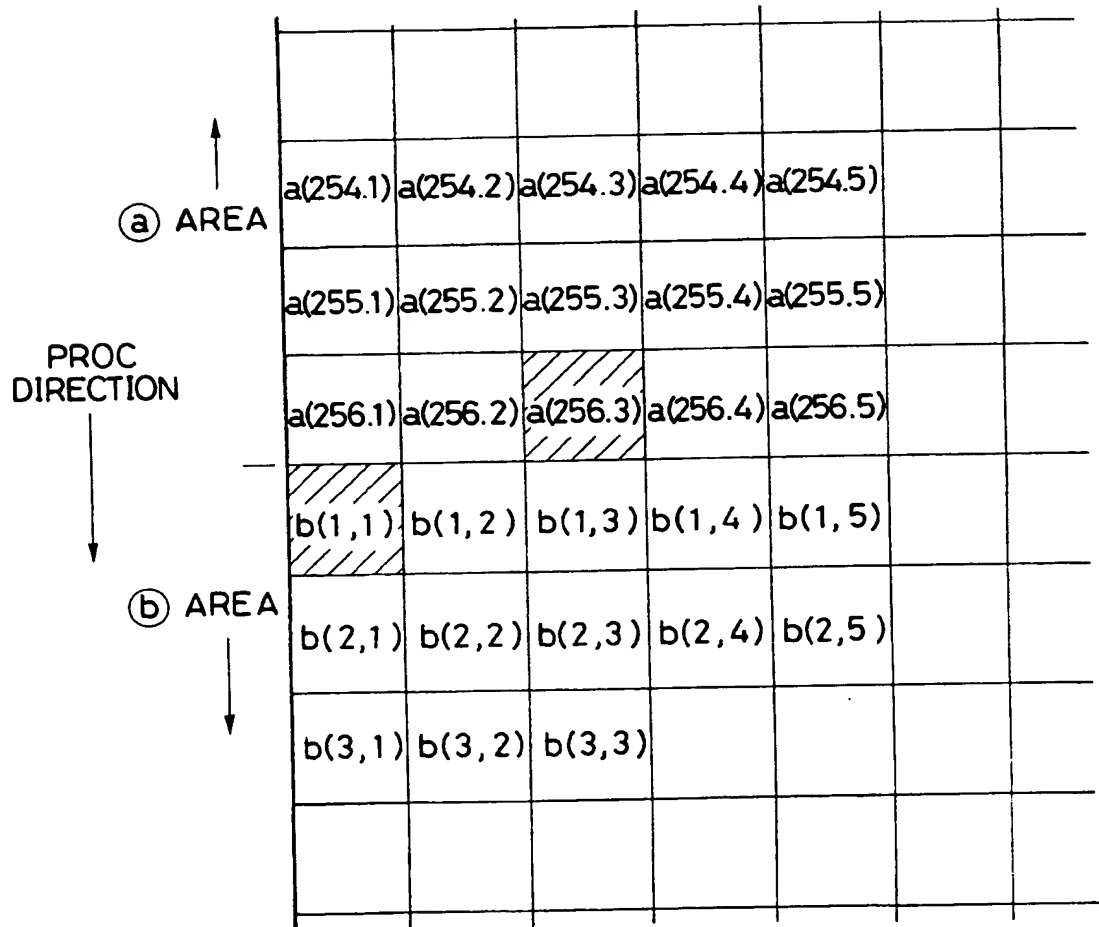 a(254.1) a(254.2) a(254.3) a(254.4) a(254.5)
ⓐ AREA
a(255.1) a(255.2) a(255.3) a(255.4) a(255.5)
PROC
DIRECTION
a(256.1) a(256.2) a(256.3) a(256.4) a(256.5)
b(1,1) b(1,2) b(1,3) b(1,4) b(1,5)
ⓑ AREA
b(2,1) b(2,2) b(2,3) b(2,4) b(2,5)
b(3,1) b(3,2) b(3,3)